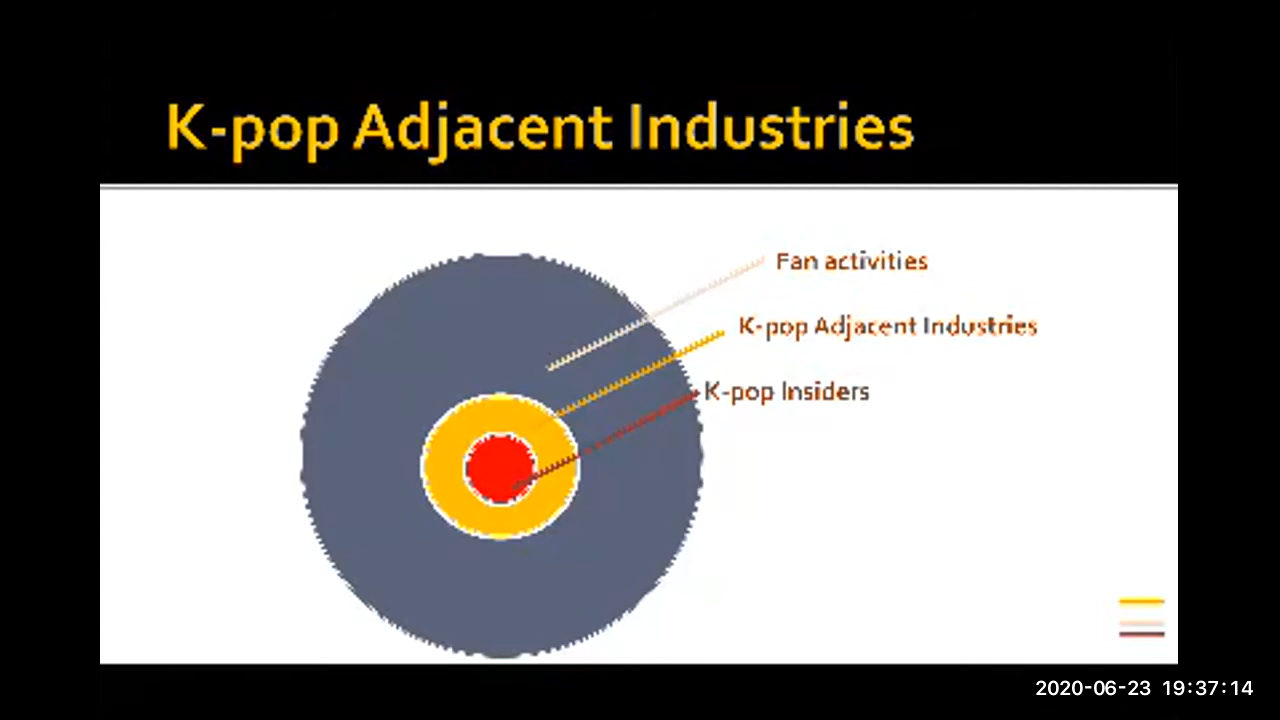 K-pop Adjacent Industries
Fan activities
K-pop Adjacent Industries
K-pop Insiders
2020-06-23 19:37:14